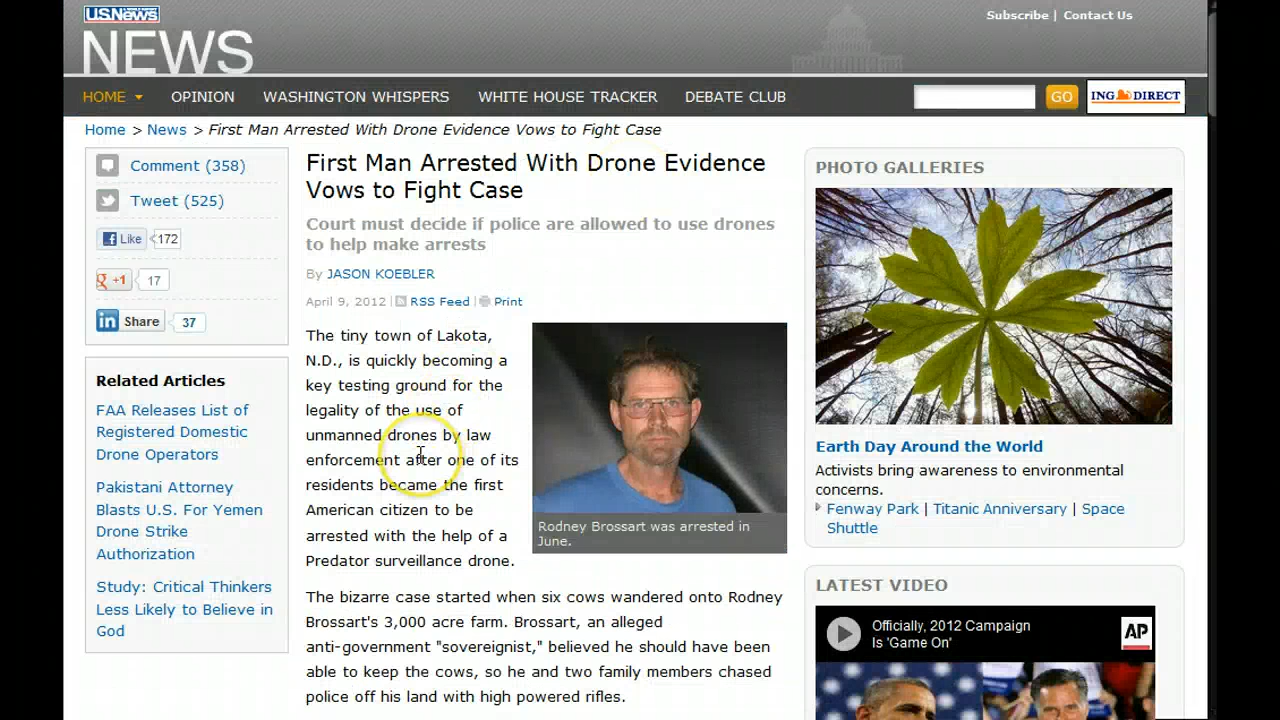 U.S.News
NEWS
Subscribe | Contact Us
HOME OPINION WASHINGTON WHISPERS WHITE HOUSE TRACKER DEBATE CLUB GO ING DIRECT
Home > News > First Man Arrested With Drone Evidence Vows to Fight Case
Comment (358)
Tweet (525)
Like 172
+1 17
in Share 37
Related Articles
FAA Releases List of
Registered Domestic
Drone Operators
Pakistani Attorney
Blasts U.S. For Yemen
Drone Strike
Authorization
Study: Critical Thinkers
Less Likely to Believe in
God
First Man Arrested With Drone Evidence
Vows to Fight Case
Court must decide if police are allowed to use drones
to help make arrests
By JASON KOEBLER
April 9, 2012 | RSS Feed | Print
The tiny town of Lakota,
N.D., is quickly becoming a
key testing ground for the
legality of the use of
unmanned drones by law
enforcement after one of its
residents became the first
American citizen to be
arrested with the help of a
Predator surveillance drone.
Rodney Brossart was arrested in
June.
The bizarre case started when six cows wandered onto Rodney
Brossart's 3,000 acre farm. Brossart, an alleged
anti-government "sovereignist," believed he should have been
able to keep the cows, so he and two family members chased
police off his land with high powered rifles.
PHOTO GALLERIES
Earth Day Around the World
Activists bring awareness to environmental
concerns.
Fenway Park | Titanic Anniversary | Space
Shuttle
LATEST VIDEO
Officially, 2012 Campaign
Is 'Game On'
AP